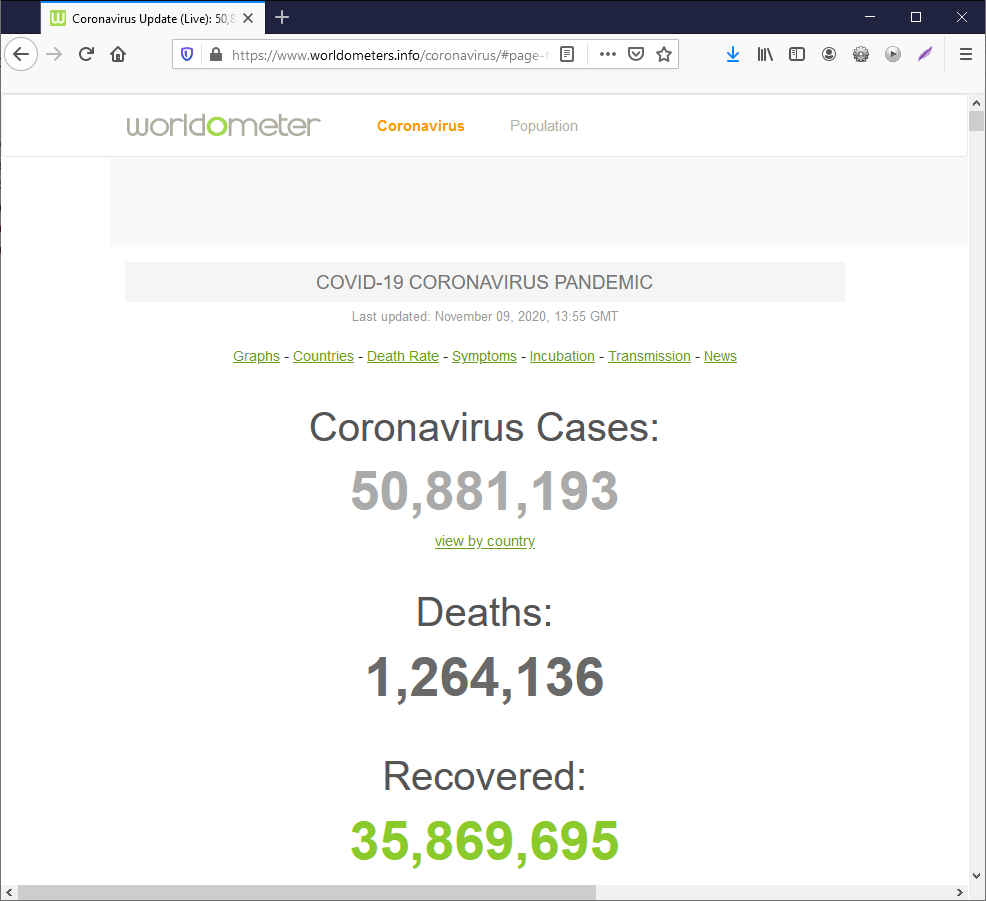 Coronavirus Update (Live): 50,8
https://www.worldometers.info/coronavirus/#page-t
worldometer
Coronavirus
Population
COVID-19 CORONAVIRUS PANDEMIC
Last updated: November 09, 2020, 13:55 GMT
Graphs - Countries - Death Rate - Symptoms - Incubation - Transmission - News
Coronavirus Cases:
50,881,193
view by country
Deaths:
1,264,136
Recovered:
35,869,695